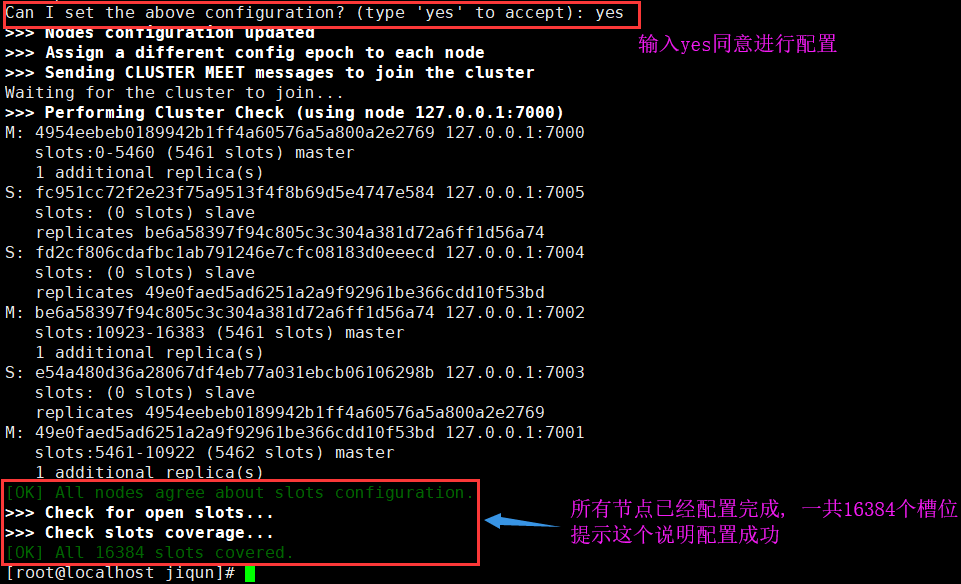 Can I set the above configuration? (type 'yes' to accept): yes
>>> Nodes configuration updated
输入yes同意进行配置
>>> Assign a different config epoch to each node
>>> Sending CLUSTER MEET messages to join the cluster
Waiting for the cluster to join...
>>> Performing Cluster Check (using node 127.0.0.1:7000)
M: 4954eebeb0189942b1ff4a60576a5a800a2e2769 127.0.0.1:7000
slots:0-5460 (5461 slots) master
1 additional replica(s)
S: fc951cc72f2e23f75a9513f4f8b69d5e4747e584 127.0.0.1:7005
slots: (0 slots) slave
replicates be6a58397f94c805c3c304a381d72a6ff1d56a74
S: fd2cf806cdafbc1ab791246e7cfc08183d0eeecd 127.0.0.1:7004
slots: (0 slots) slave
replicates 49e0faed5ad6251a2a9f92961be366cdd10f53bd
M: be6a58397f94c805c3c304a381d72a6ff1d56a74 127.0.0.1:7002
slots:10923-16383 (5461 slots) master
1 additional replica(s)
S: e54a480d36a28067df4eb77a031ebcb06106298b 127.0.0.1:7003
slots: (0 slots) slave
replicates 4954eebeb0189942b1ff4a60576a5a800a2e2769
M: 49e0faed5ad6251a2a9f92961be366cdd10f53bd 127.0.0.1:7001
slots:5461-10922 (5462 slots) master
1 additional replica(s)
[OK] All nodes agree about slots configuration.
>>> Check for open slots...
>>> Check slots coverage...
[OK] All 16384 slots covered.
所有节点已经配置完成, 一共16384个槽位
提示这个说明配置成功
[root@localhost jiqun]#